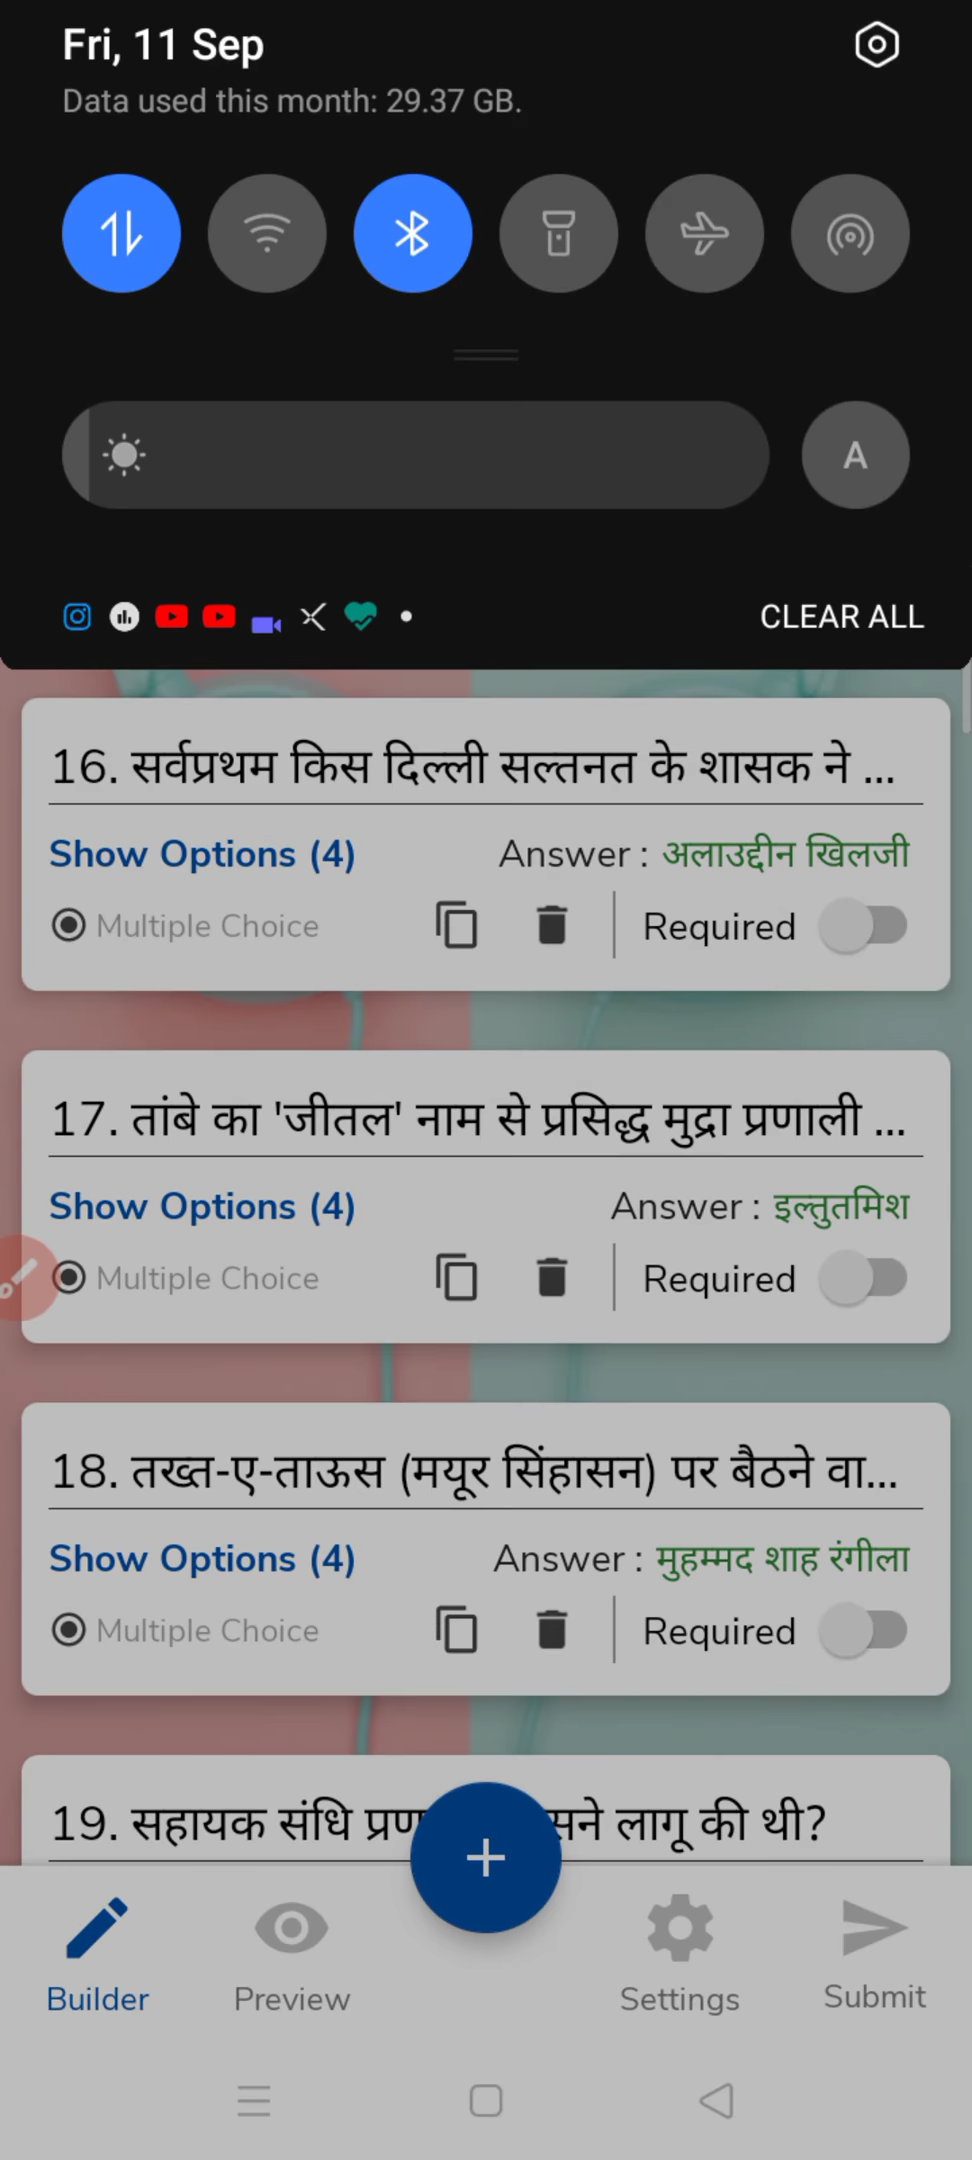 Fri, 11 Sep
Data used this month: 29.37 GB.
A
CLEAR ALL
16. सर्वप्रथम किस दिल्ली सल्तनत के शासक ने ...
Show Options (4) Answer : अलाउद्दीन खिलजी
Multiple Choice Required
17. तांबे का 'जीतल' नाम से प्रसिद्ध मुद्रा प्रणाली ...
Show Options (4) Answer : इल्तुतमिश
Multiple Choice Required
18. तख्त-ए-ताऊस (मयूर सिंहासन) पर बैठने वा...
Show Options (4) Answer : मुहम्मद शाह रंगीला
Multiple Choice Required
19. सहायक संधि लागू की थी?
Builder Preview Settings Submit